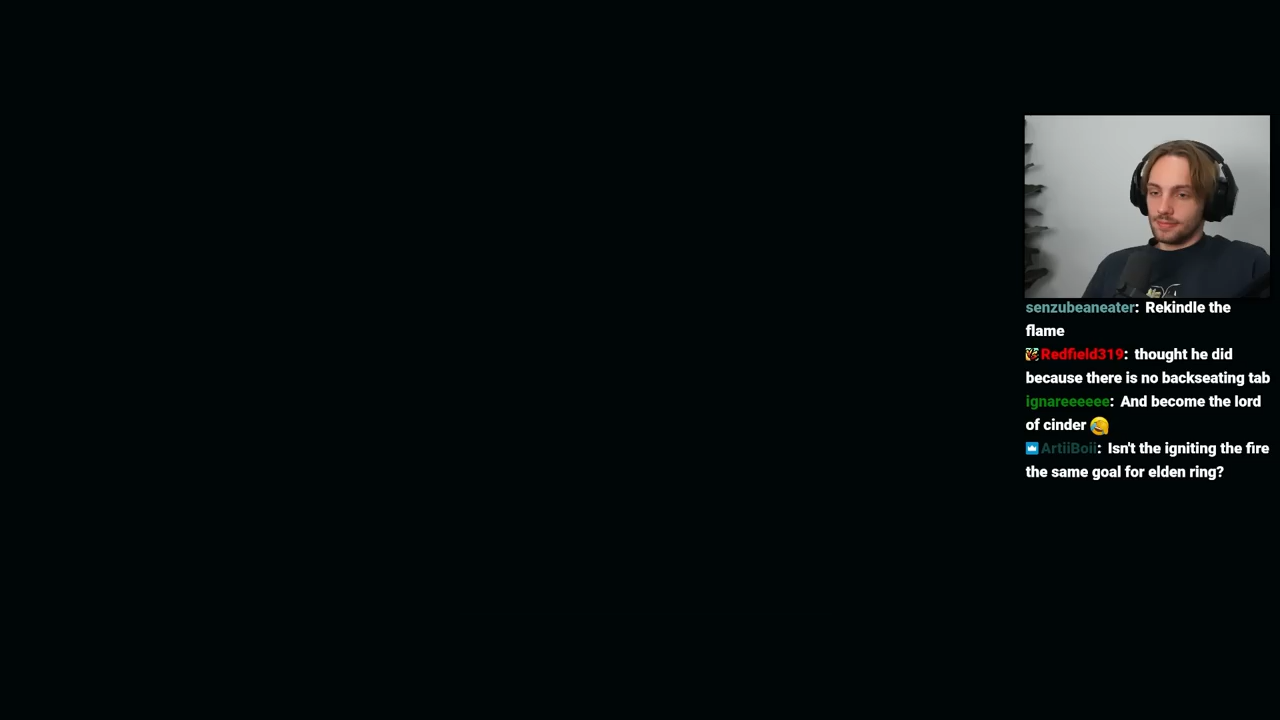 senzubeaneater: Rekindle the
flame
Redfield319: thought he did
because there is no backseating tab
ignareeeeee: And become the lord
of cinder
ArtiiBoii: Isn't the igniting the fire
the same goal for elden ring?